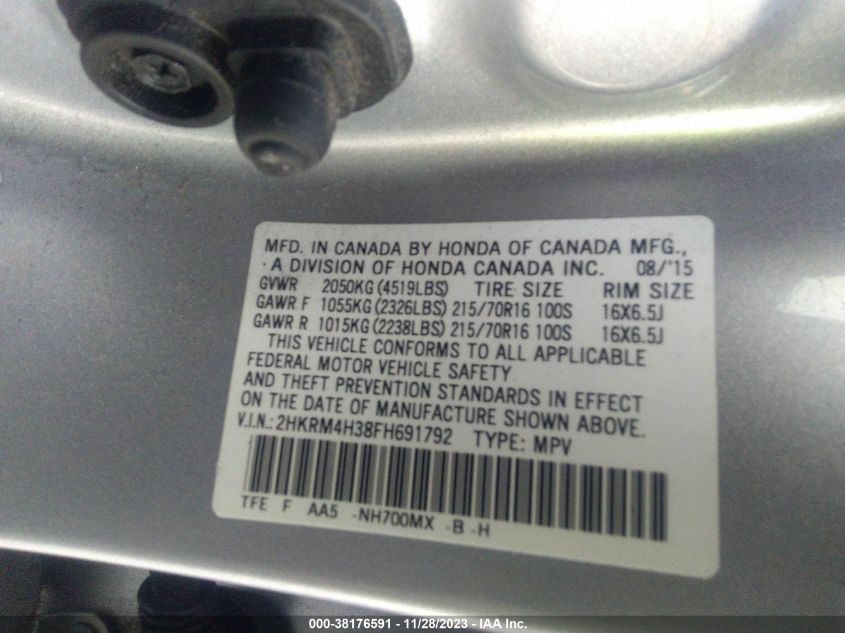 MFD. IN CANADA BY HONDA OF CANADA MFG.,
A DIVISION OF HONDA CANADA INC. 08/'15
GVWR 2050KG (4519LBS) TIRE SIZE RIM SIZE
GAWR F 1055KG (2326LBS) 215/70R16 100S 16X6.5J
GAWR R 1015KG (2238LBS) 215/70R16 100S 16X6.5J
THIS VEHICLE CONFORMS TO ALL APPLICABLE
FEDERAL MOTOR VEHICLE SAFETY
AND THEFT PREVENTION STANDARDS IN EFFECT
ON THE DATE OF MANUFACTURE SHOWN ABOVE.
V.I.N.: 2HKRM4H38FH691792 TYPE: MPV
TFE F AA5 -NH700MX -B -H
000-38176591 - 11/28/2023 - IAA Inc.